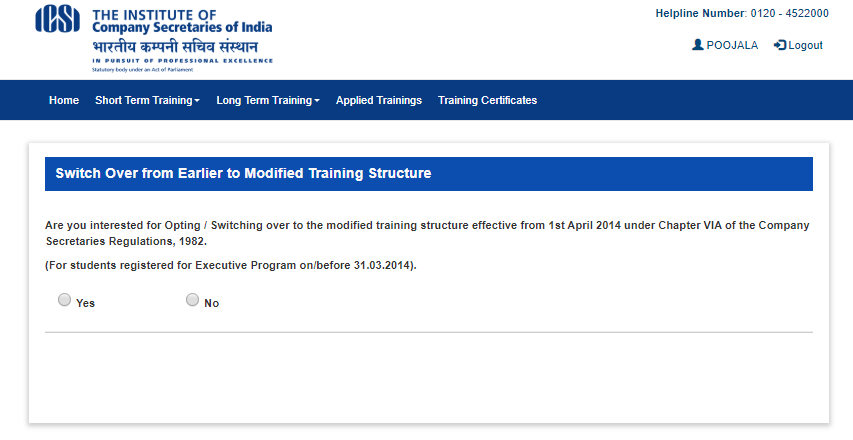 ICSI
THE INSTITUTE OF
Company Secretaries of India
भारतीय कम्पनी सचिव संस्थान
IN PURSUIT OF PROFESSIONAL EXCELLENCE
Statutory body under an Act of Parliament
Helpline Number: 0120 - 4522000
POOJALA Logout
Home Short Term Training Long Term Training Applied Trainings Training Certificates
Switch Over from Earlier to Modified Training Structure
Are you interested for Opting / Switching over to the modified training structure effective from 1st April 2014 under Chapter VIA of the Company
Secretaries Regulations, 1982.
(For students registered for Executive Program on/before 31.03.2014).
Yes No